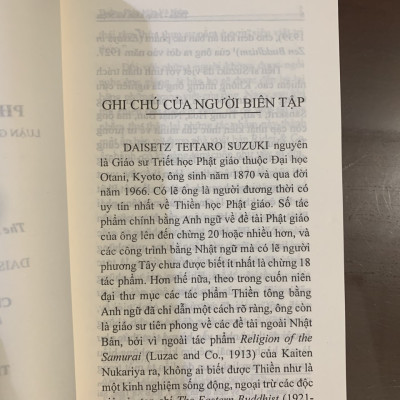 GHI CHÚ CỦA NGƯỜI BIÊN TẬP
DAISETZ TEITARO SUZUKI nguyên
là Giáo sư Triết học Phật giáo thuộc Đại học
Otani, Kyoto, ông sinh năm 1870 và qua đời
năm 1966. Có lẽ ông là người đương thời có
uy tín nhất về Thiền học Phật giáo. Số tác
phẩm chính bằng Anh ngữ về đề tài Phật giáo
của ông lên đến chừng 20 hoặc nhiều hơn, và
các công trình bằng Nhật ngữ mà có lẽ người
phương Tây chưa được biết ít nhất là chừng 18
tác phẩm. Hơn thế nữa, theo trong cuốn niên
đại thư mục các tác phẩm Thiền tông bằng
Anh ngữ đã chỉ dẫn một cách rõ ràng, ông còn
là giáo sư tiên phong về các đề tài ngoài Nhật
Bản, bởi vì ngoài tác phẩm Religion of the
Samurai (Luzac and Co., 1913) của Kaiten
Nukariya ra, không ai biết được Thiền như là
một kinh nghiệm sống động, ngoại trừ các độc
The Eastern Buddhist (1921-